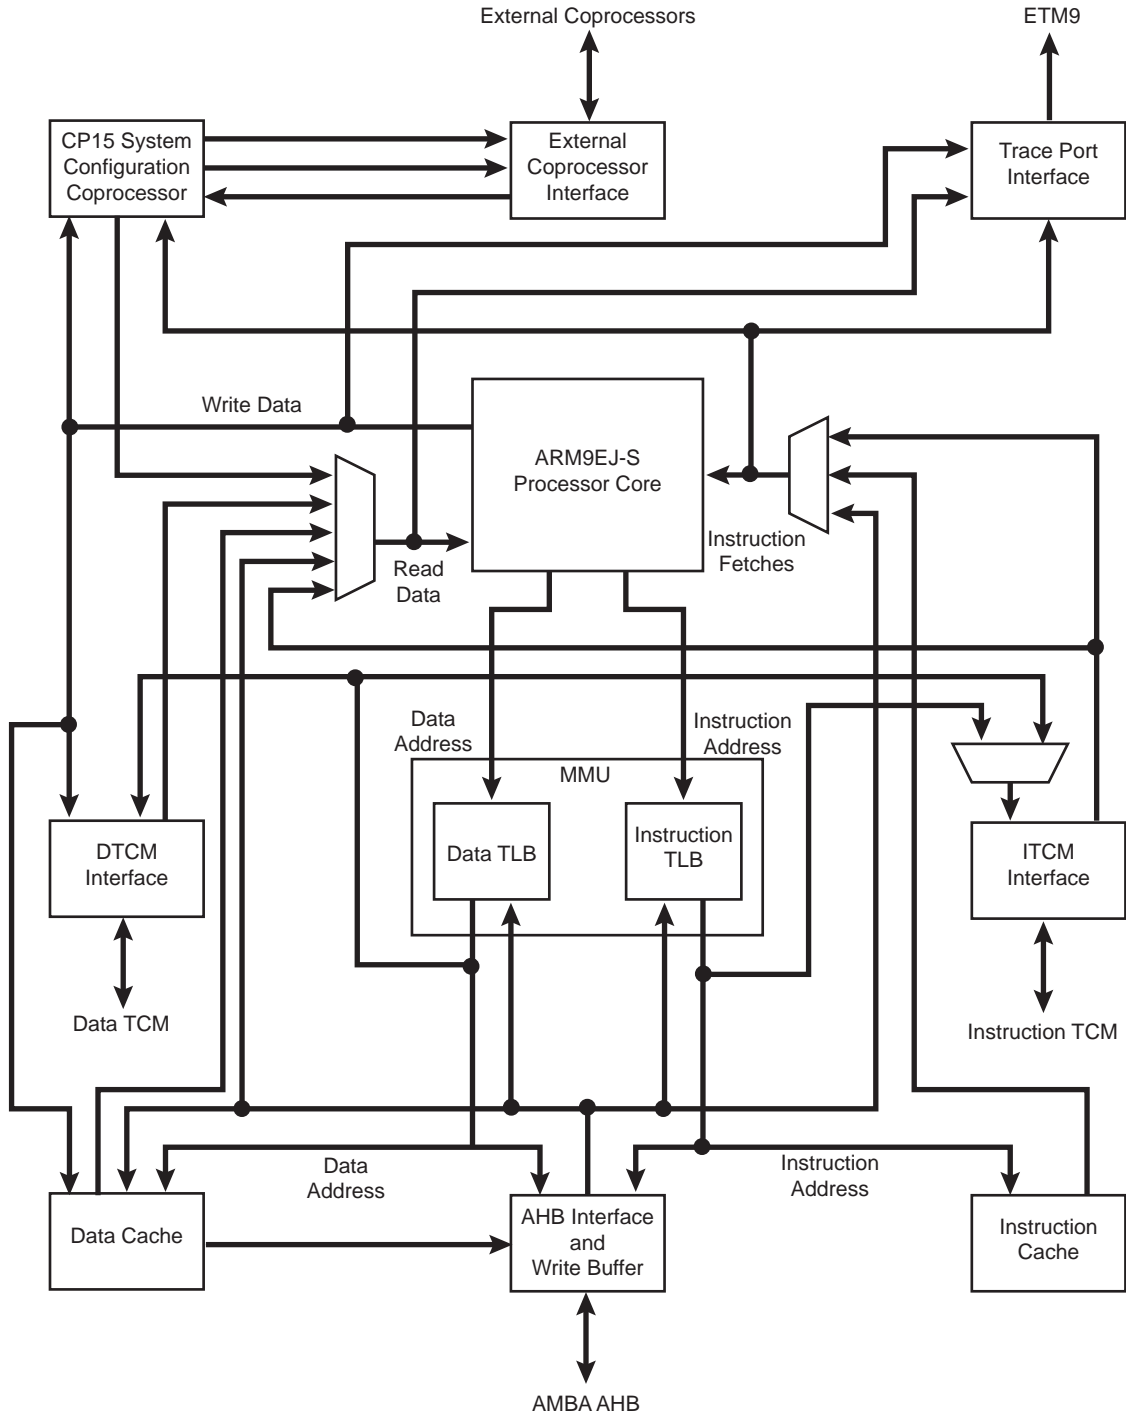 External Coprocessors
ETM9
CP15 System
Configuration
Coprocessor
External
Coprocessor
Interface
Trace Port
Interface
Write Data
ARM9EJ-S
Processor Core
Instruction
Fetches
Read
Data
Data
Address
Instruction
Address
MMU
DTCM
Interface
Data TLB
Instruction
TLB
ITCM
Interface
Data TCM
Instruction TCM
Data
Address
Instruction
Address
Data Cache
AHB Interface
and
Write Buffer
Instruction
Cache
AMBA AHB